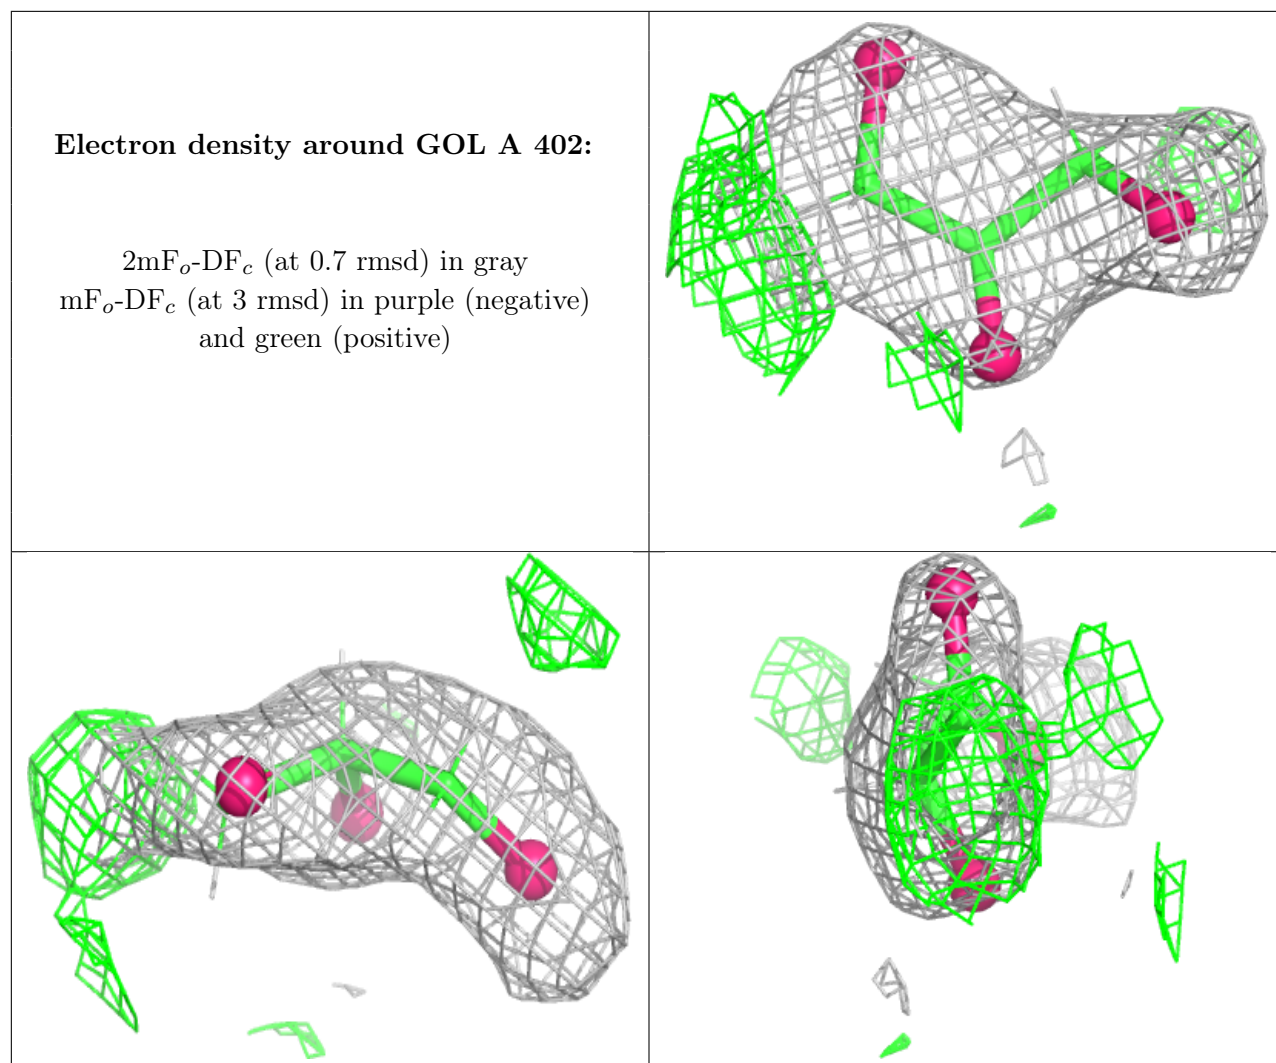 Electron density around GOL A 402:
2mFo-DFc (at 0.7 rmsd) in gray
mFo-DFc (at 3 rmsd) in purple (negative)
and green (positive)